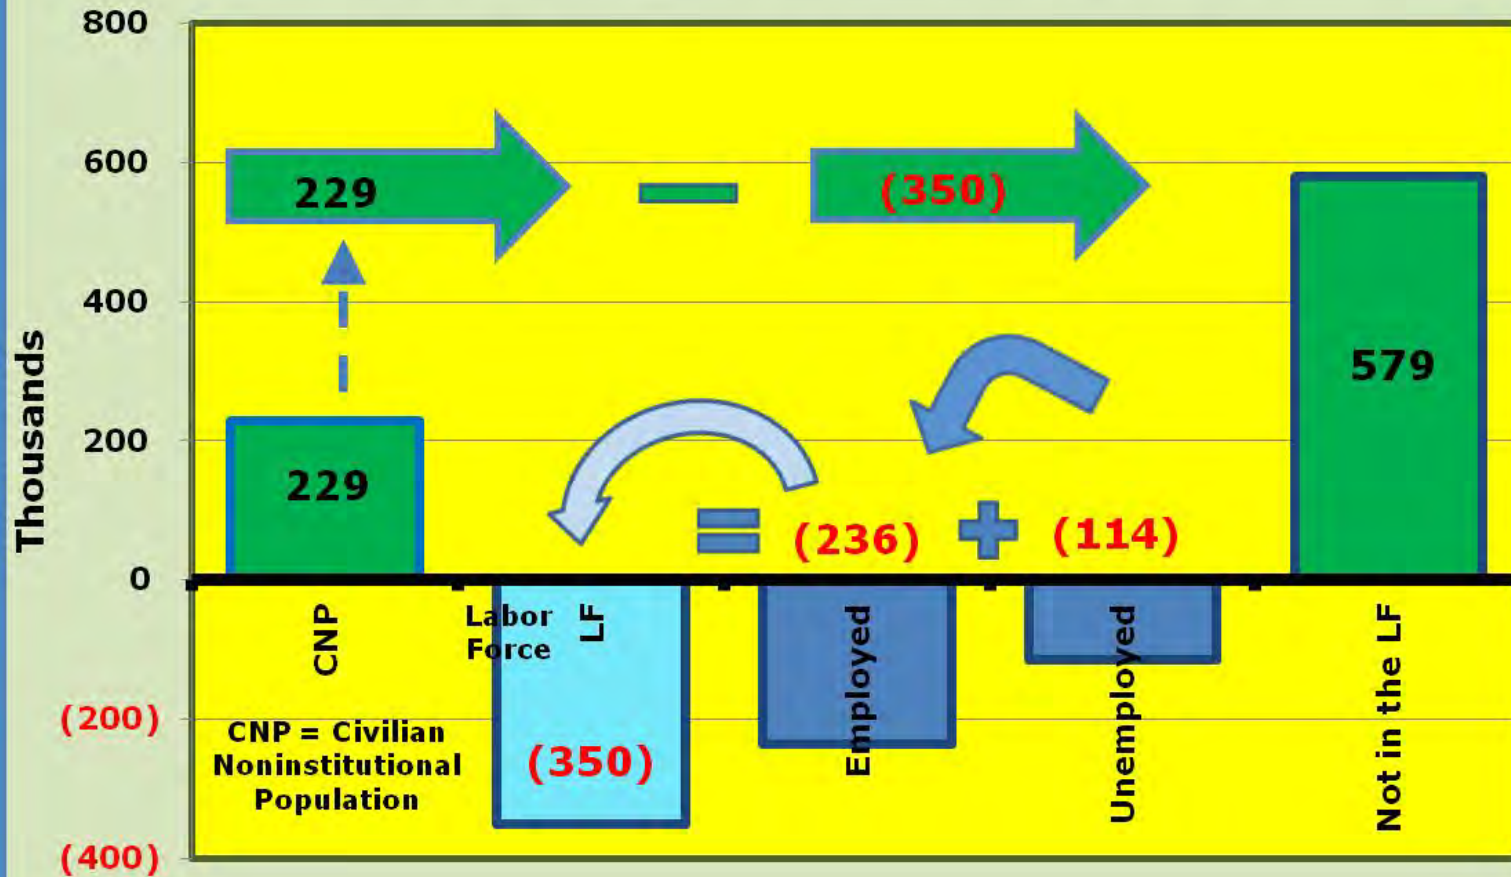 800
600
400
200
0
(200)
(400)
Thousands
229
(350)
229
579
(236)
(114)
CNP
Labor
Force
LF
Employed
Unemployed
Not in the LF
(350)
CNP = Civilian
Noninstitutional
Population